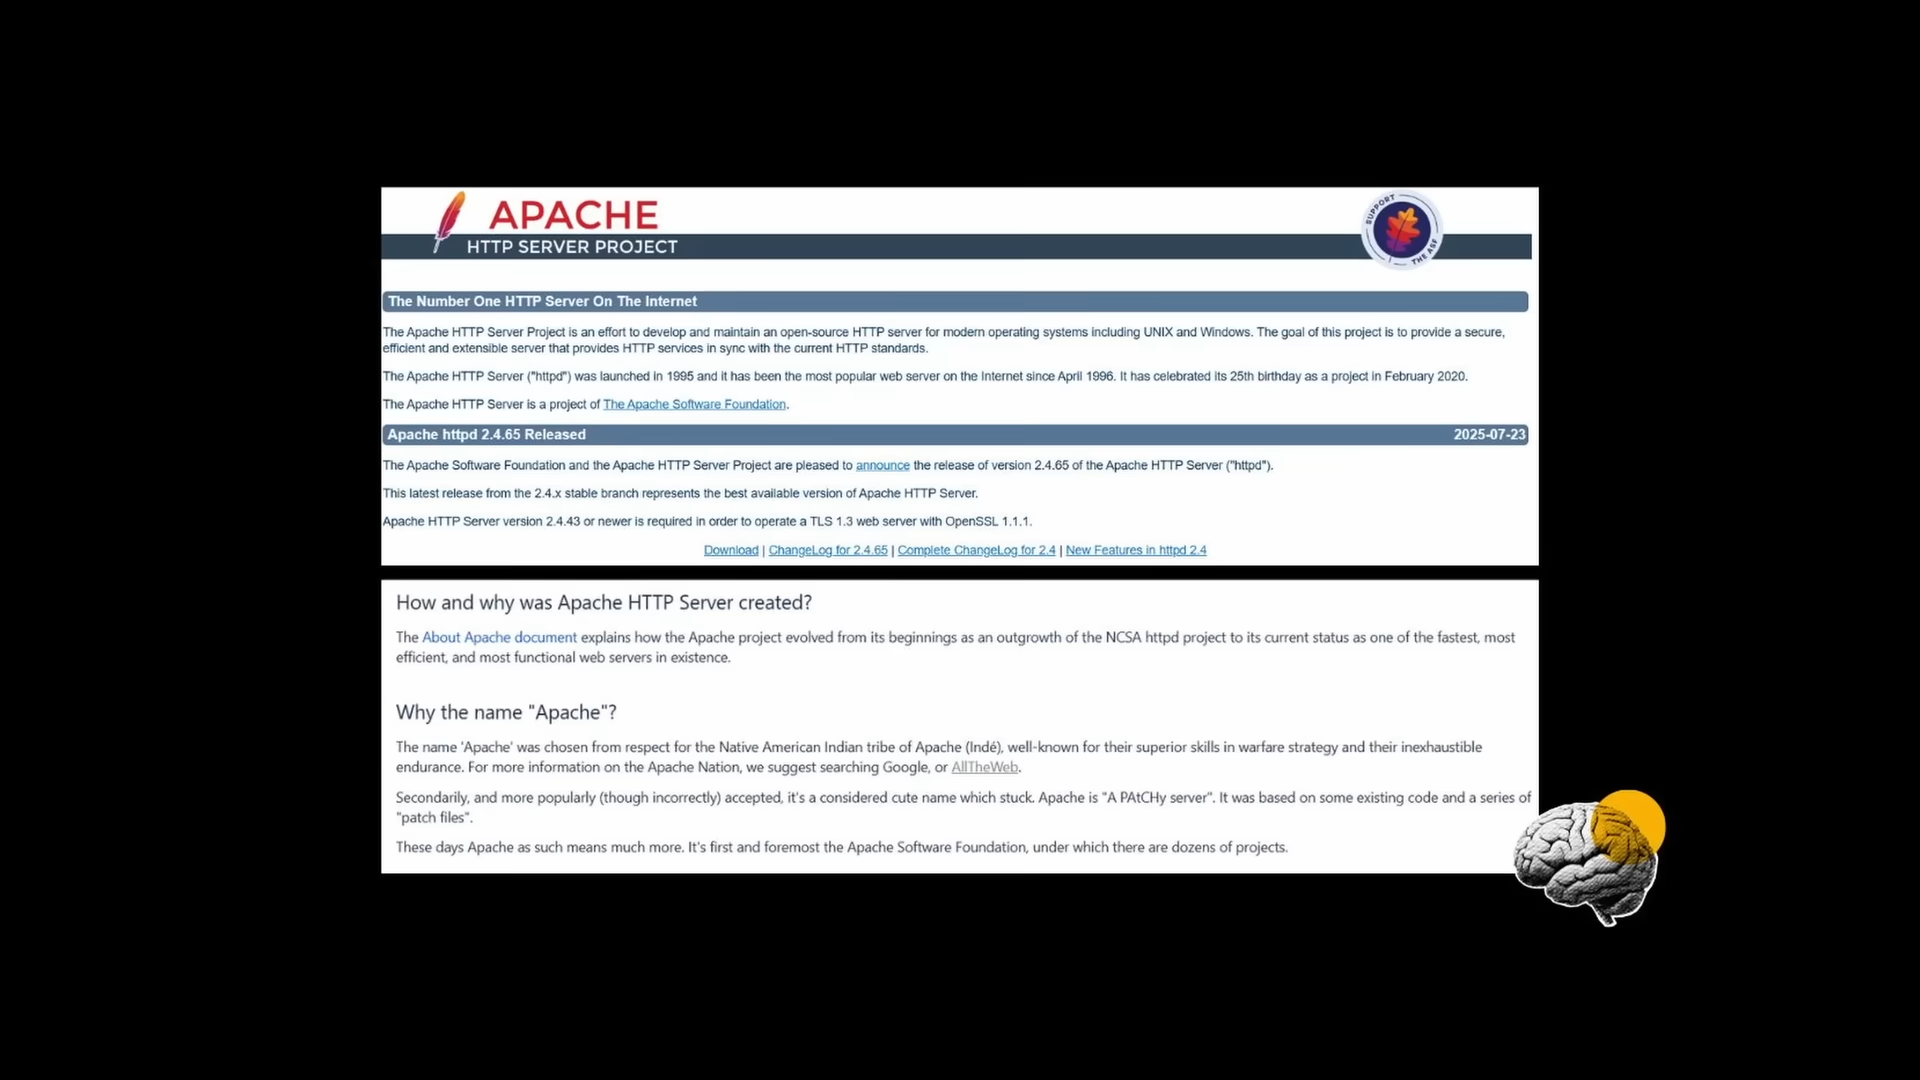 APACHE
HTTP SERVER PROJECT
SUPPORT
THE ASF
The Number One HTTP Server On The Internet
The Apache HTTP Server Project is an effort to develop and maintain an open-source HTTP server for modern operating systems including UNIX and Windows. The goal of this project is to provide a secure,
efficient and extensible server that provides HTTP services in sync with the current HTTP standards.
The Apache HTTP Server ("httpd") was launched in 1995 and it has been the most popular web server on the Internet since April 1996. It has celebrated its 25th birthday as a project in February 2020.
The Apache HTTP Server is a project of The Apache Software Foundation.
Apache httpd 2.4.65 Released 2025-07-23
The Apache Software Foundation and the Apache HTTP Server Project are pleased to announce the release of version 2.4.65 of the Apache HTTP Server ("httpd").
This latest release from the 2.4.x stable branch represents the best available version of Apache HTTP Server.
Apache HTTP Server version 2.4.43 or newer is required in order to operate a TLS 1.3 web server with OpenSSL 1.1.1.
Download | ChangeLog for 2.4.65 | Complete ChangeLog for 2.4 | New Features in httpd 2.4
How and why was Apache HTTP Server created?
The About Apache document explains how the Apache project evolved from its beginnings as an outgrowth of the NCSA httpd project to its current status as one of the fastest, most
efficient, and most functional web servers in existence.
Why the name "Apache"?
The name 'Apache' was chosen from respect for the Native American Indian tribe of Apache (Indé), well-known for their superior skills in warfare strategy and their inexhaustible
endurance. For more information on the Apache Nation, we suggest searching Google, or AllTheWeb.
Secondarily, and more popularly (though incorrectly) accepted, it's a considered cute name which stuck. Apache is "A PAtCHy server". It was based on some existing code and a series of
"patch files".
These days Apache as such means much more. It's first and foremost the Apache Software Foundation, under which there are dozens of projects.